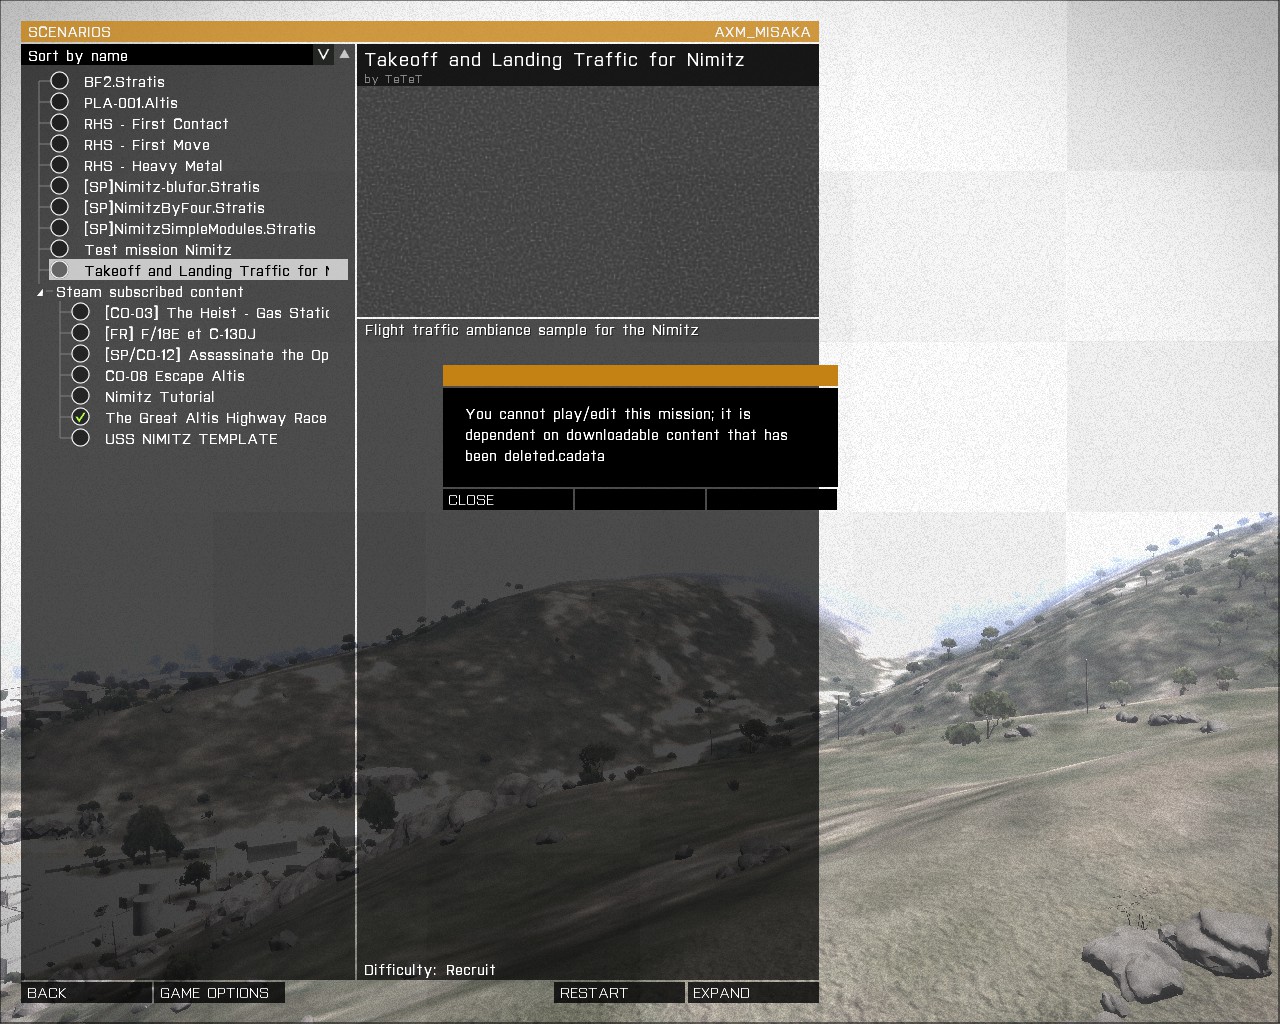 SCENARIOS
AXM_MISAKA
Sort by name
V
BF2.Stratis
PLA-001.Altis
RHS - First Contact
RHS - First Move
RHS - Heavy Metal
[SP]Nimitz-blufor.Stratis
[SP]NimitzByFour.Stratis
[SP]NimitzSimpleModules.Stratis
Test mission Nimitz
Takeoff and Landing Traffic for
Steam subscribed content
[CO-03] The Heist - Gas Static
[FR] F/18E et C-130J
[SP/CO-12] Assassinate the Op
CO-08 Escape Altis
Nimitz Tutorial
The Great Altis Highway Race
USS NIMITZ TEMPLATE
Takeoff and Landing Traffic for Nimitz
by TeTeT
Flight traffic ambiance sample for the Nimitz
You cannot play/edit this mission; it is
dependent on downloadable content that has
been deleted.cadata
CLOSE
Difficulty: Recruit
BACK
GAME OPTIONS
RESTART
EXPAND